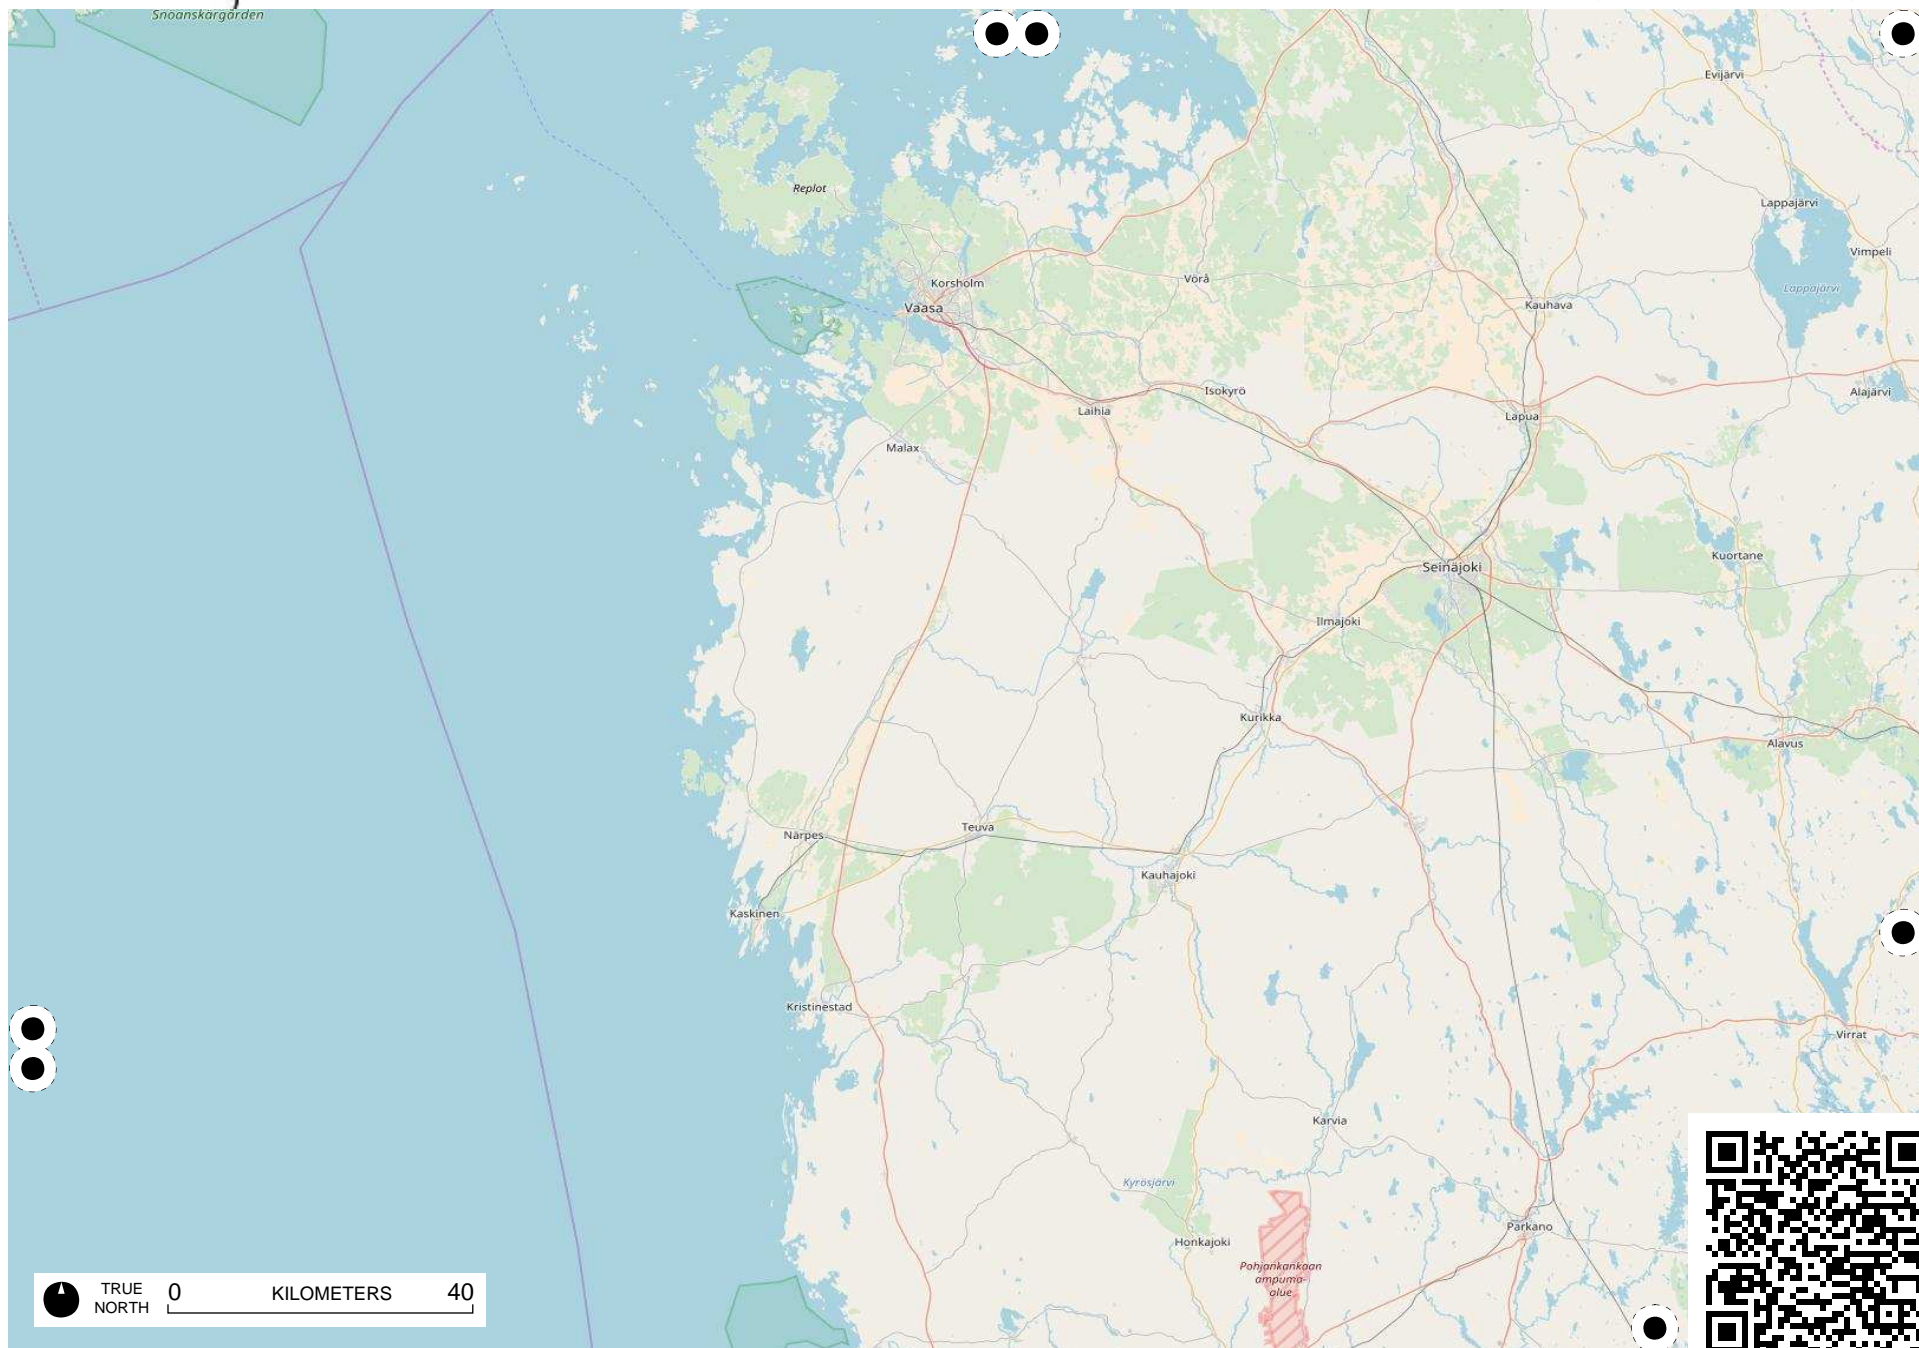 Snöanskärgården
Evijärvi
Replot
Lappajärvi
Vimpeli
Korsholm
Vörå
Lappajärvi
Vaasa
Kauhava
Isokyrö
Alajärvi
Laihia
Lapua
Malax
Kuortane
Seinäjoki
Ilmajoki
Kurikka
Alavus
Teuva
Närpes
Kauhajoki
Kaskinen
Kristinestad
Virrat
Karvia
Kyrösjärvi
Parkano
Honkajoki
Pohjankankaan
ampuma-
alue
TRUE
NORTH
0 KILOMETERS 40